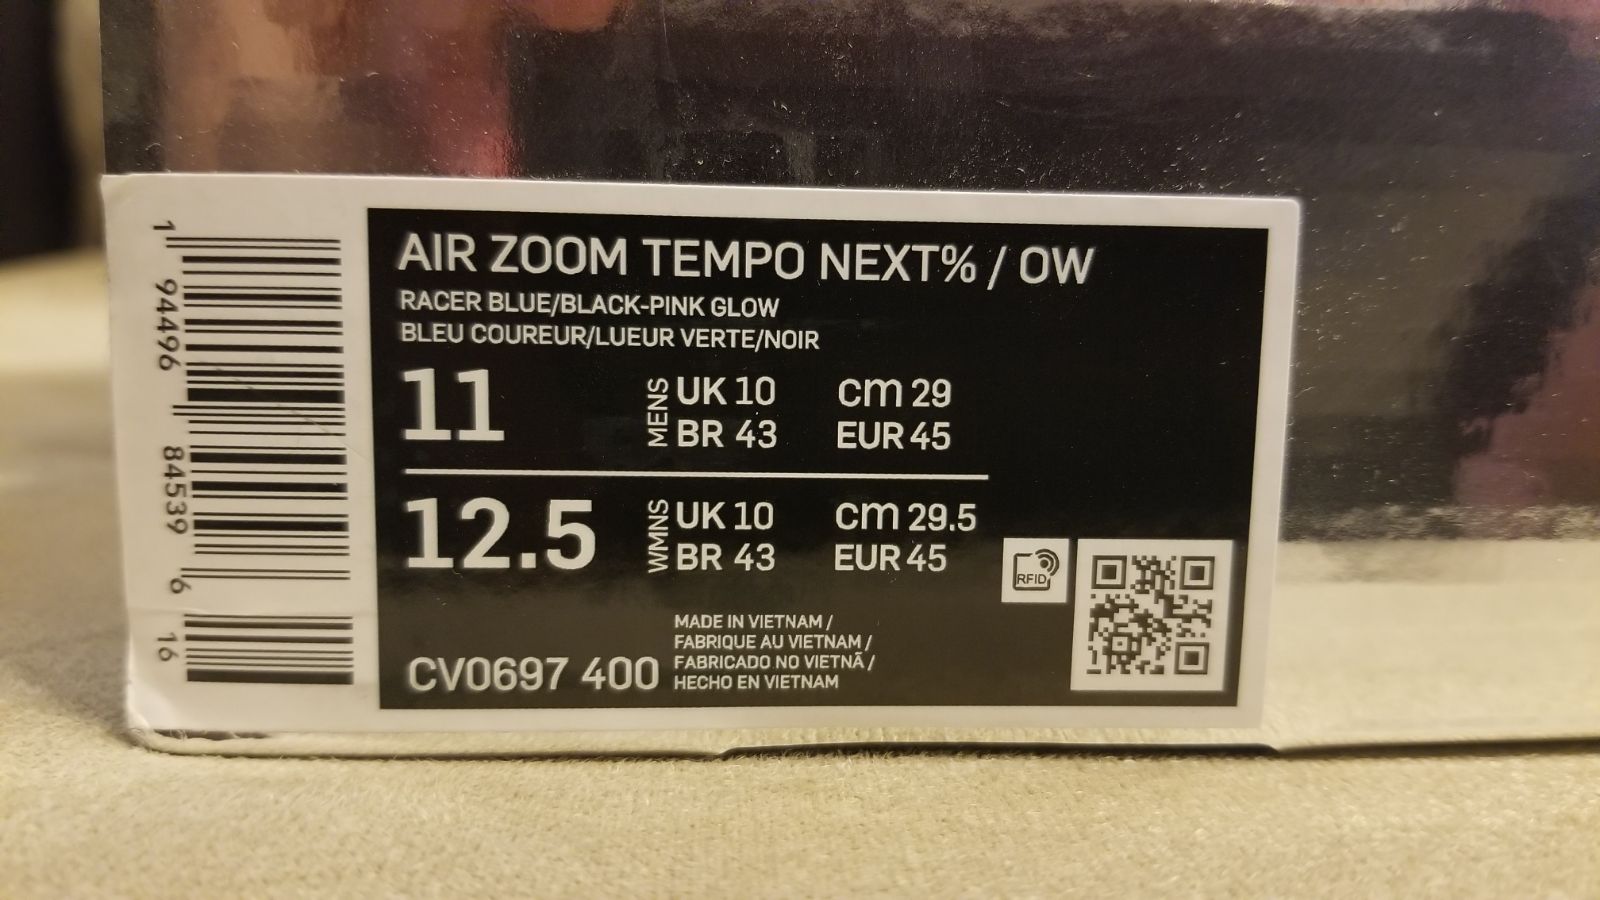 AIR ZOOM TEMPO NEXT% / OW
RACER BLUE/BLACK-PINK GLOW
BLEU COUREUR/LUEUR VERTE/NOIR
11
MENS
UK 10
cm 29
BR 43
EUR 45
12.5
WMNS
UK 10
cm 29.5
BR 43
EUR 45
CV0697 400
MADE IN VIETNAM /
FABRIQUE AU VIETNAM /
FABRICADO NO VIETNÃ /
HECHO EN VIETNAM
RFID
1 94496 84539 6 16